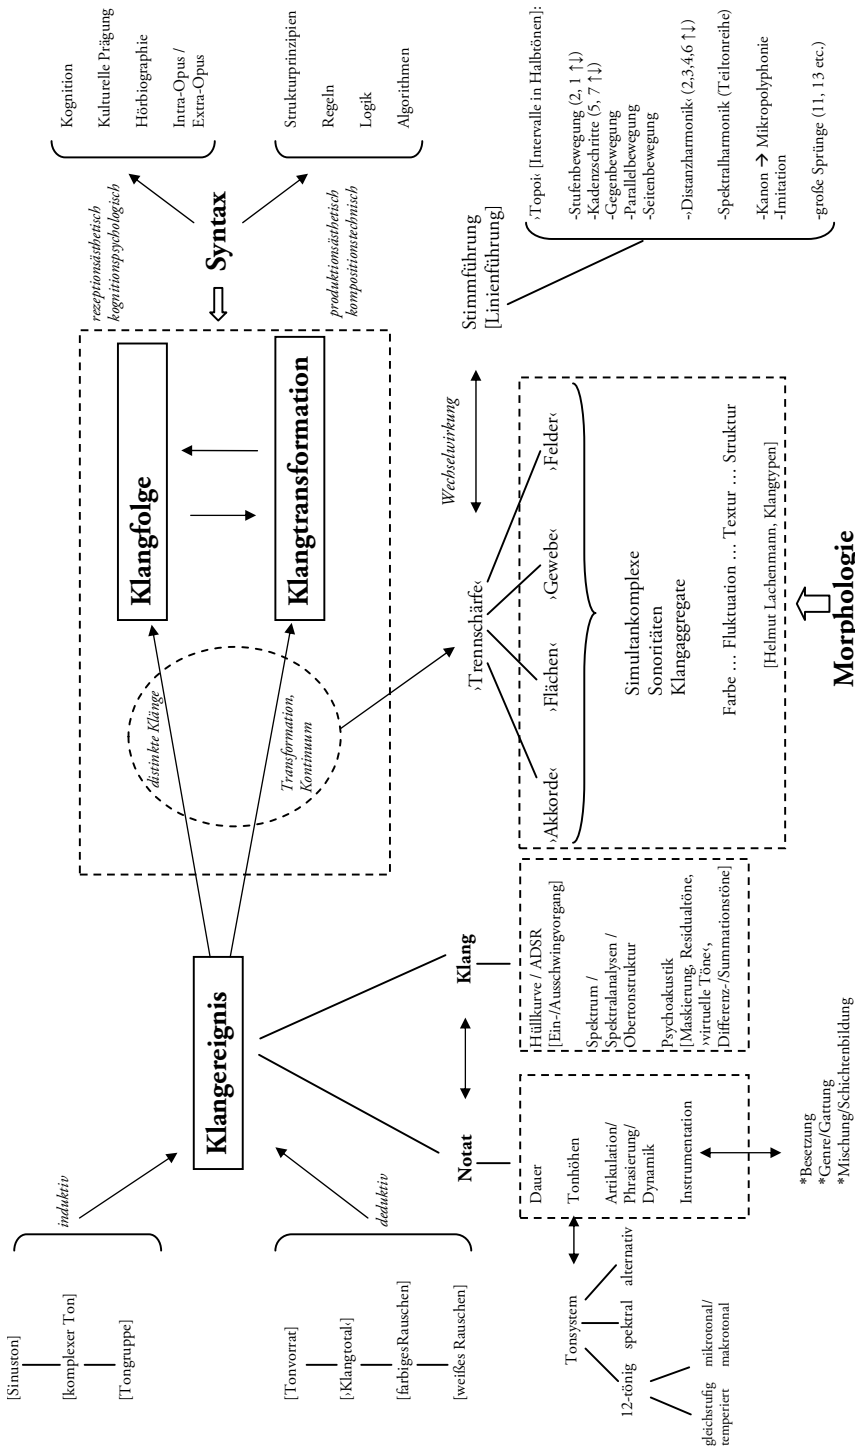 [Sinuston]
[komplexer Ton]
[Tongruppe]
induktiv
[Tonvorrat]
[›Klangtotal‹]
[farbiges Rauschen]
[weißes Rauschen]
deduktiv
Klangereignis
distinkte Klänge
Transformation,
Kontinuum
Klangfolge
Klangtransformation
rezeptionsästhetisch
kognitionspsychologisch
Syntax
produktionsästhetisch
kompositionstechnisch
Kognition
Kulturelle Prägung
Hörbiographie
Intra-Opus /
Extra-Opus
Strukturprinzipien
Regeln
Logik
Algorithmen
Notat
Klang
Dauer
Tonhöhen
Artikulation/
Phrasierung/
Dynamik
Instrumentation
Hüllkurve / ADSR
[Ein-/Ausschwingvorgang]
Spektrum /
Spektralanalysen /
Obertonstruktur
Psychoakustik
[Maskierung, Residualtöne,
›virtuelle Töne‹,
Differenz-/Summationstöne]
Tonsystem
12-tönig
spektral
alternativ
gleichstufig
temperiert
mikrotonal/
makrotonal
*Besetzung
*Genre/Gattung
*Mischung/Schichtenbildung
›Trennschärfe‹
Wechselwirkung
Stimmführung
[Linienführung]
›Akkorde‹
›Flächen‹
›Gewebe‹
›Felder‹
Simultankomplexe
Sonoritäten
Klangaggregate
Farbe … Fluktuation … Textur … Struktur
[Helmut Lachenmann, Klangtypen]
Morphologie
›Topoi‹ [Intervalle in Halbtönen]:
-Stufenbewegung (2, 1 ↑↓)
-Kadenzschritte (5, 7 ↑↓)
-Gegenbewegung
-Parallelbewegung
-Seitenbewegung
-›Distanzharmonik‹ (2,3,4,6 ↑↓)
-Spektralharmonik (Teiltonreihe)
-Kanon → Mikropolyphonie
-Imitation
-große Sprünge (11, 13 etc.)